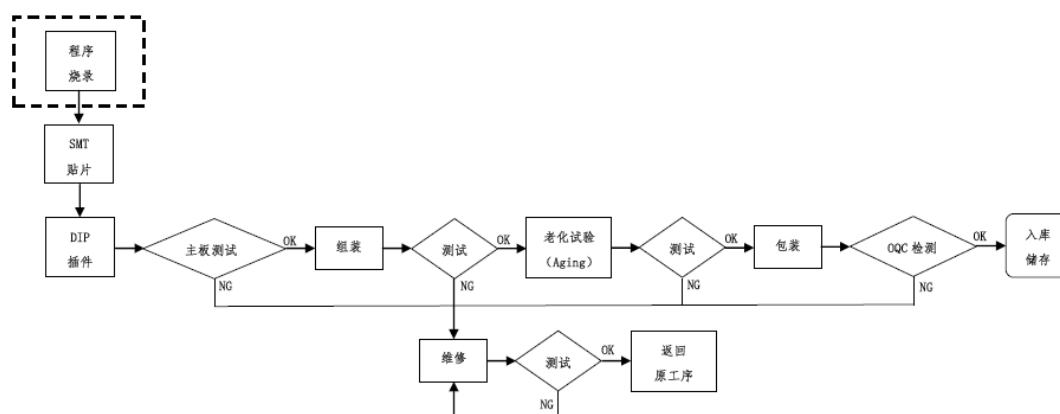 程序
烧录
SMT
贴片
DIP
插件
主板测试
OK
组装
测试
OK
老化试验
（Aging）
测试
OK
包装
OQC 检测
OK
入库
储存
NG
NG
NG
NG
维修
测试
OK
返回
原工序
NG